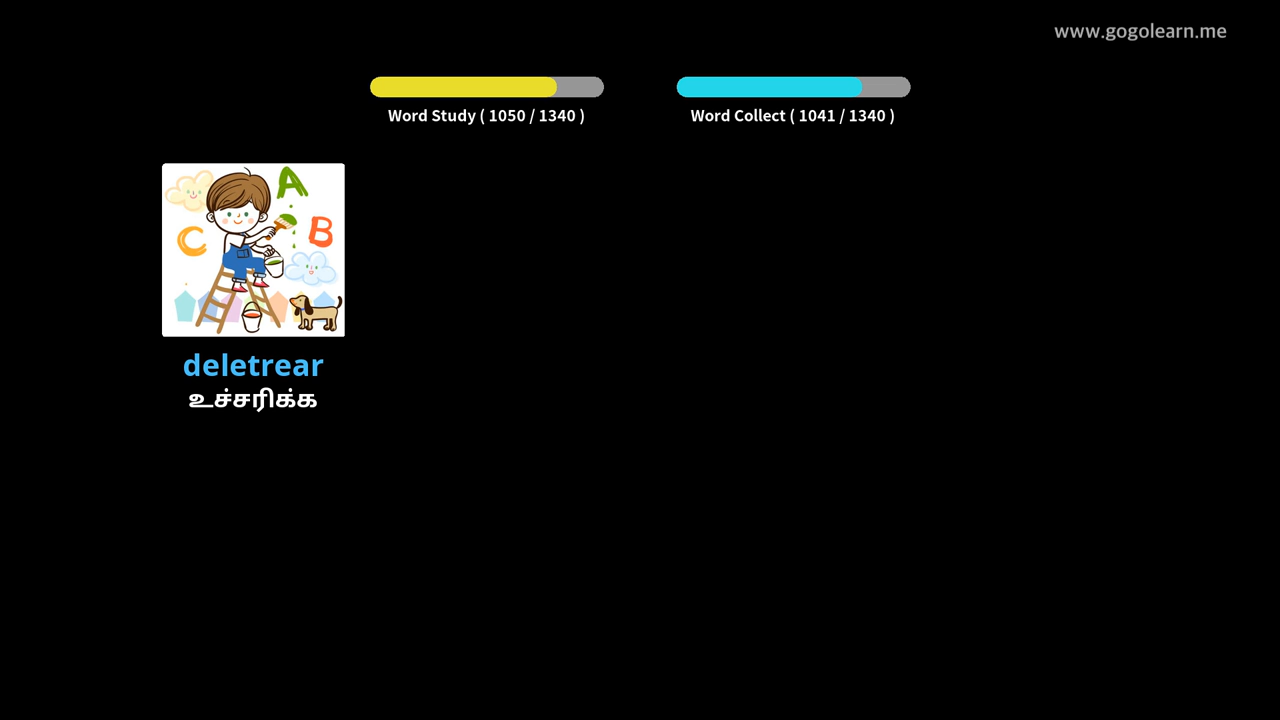 www.gogolearn.me
Word Study ( 1050 / 1340 )
Word Collect ( 1041 / 1340 )
A
B
C
deletrear
உச்சரிக்க